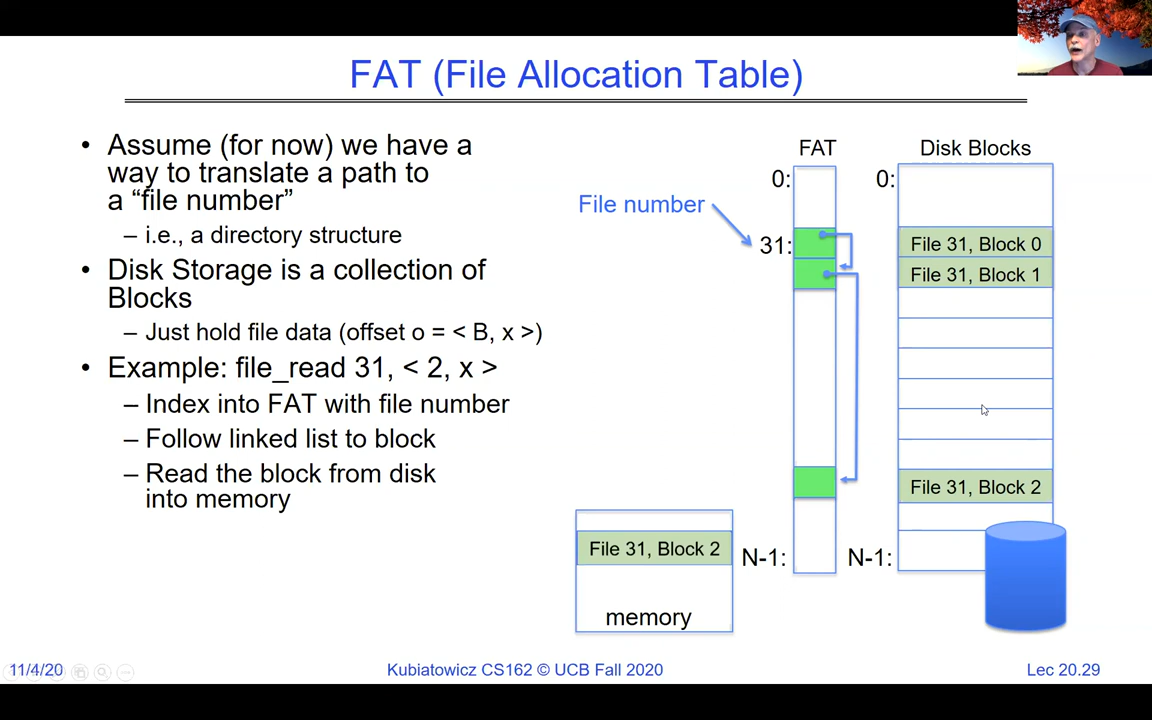 FAT (File Allocation Table)
• Assume (for now) we have a
way to translate a path to
a “file number”
– i.e., a directory structure
• Disk Storage is a collection of
Blocks
– Just hold file data (offset o = < B, x >)
• Example: file_read 31, < 2, x >
– Index into FAT with file number
– Follow linked list to block
– Read the block from disk
into memory
FAT
Disk Blocks
0:
0:
File number
31:
File 31, Block 0
File 31, Block 1
File 31, Block 2
File 31, Block 2
N-1:
N-1:
memory
11/4/20
Kubiatowicz CS162 © UCB Fall 2020
Lec 20.29